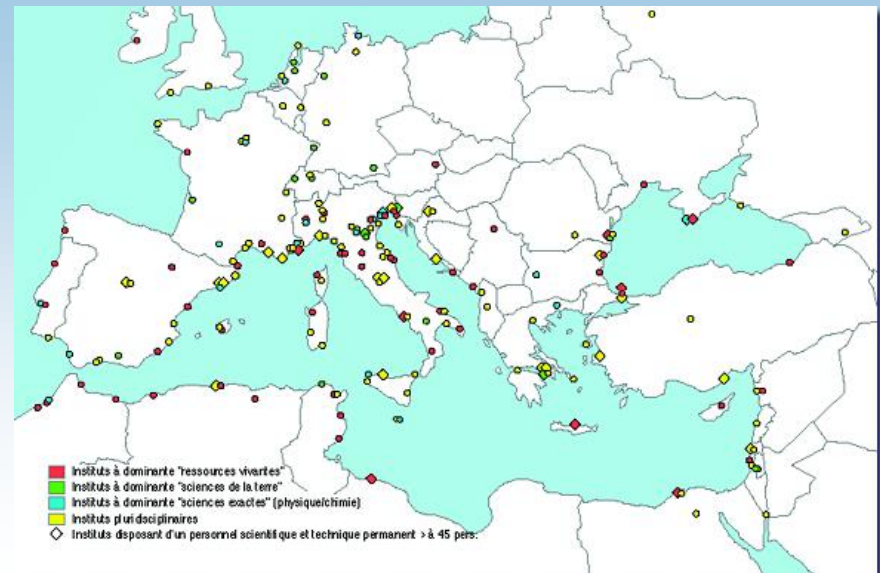 Instituts à dominante "ressources vivantes"
Instituts à dominante "sciences de la terre"
Instituts à dominante "sciences exactes" (physique/chimie)
Instituts pluridsciplinaires
Instituts disposant d'un personnel scientifique et technique permanent > à 45 pers.